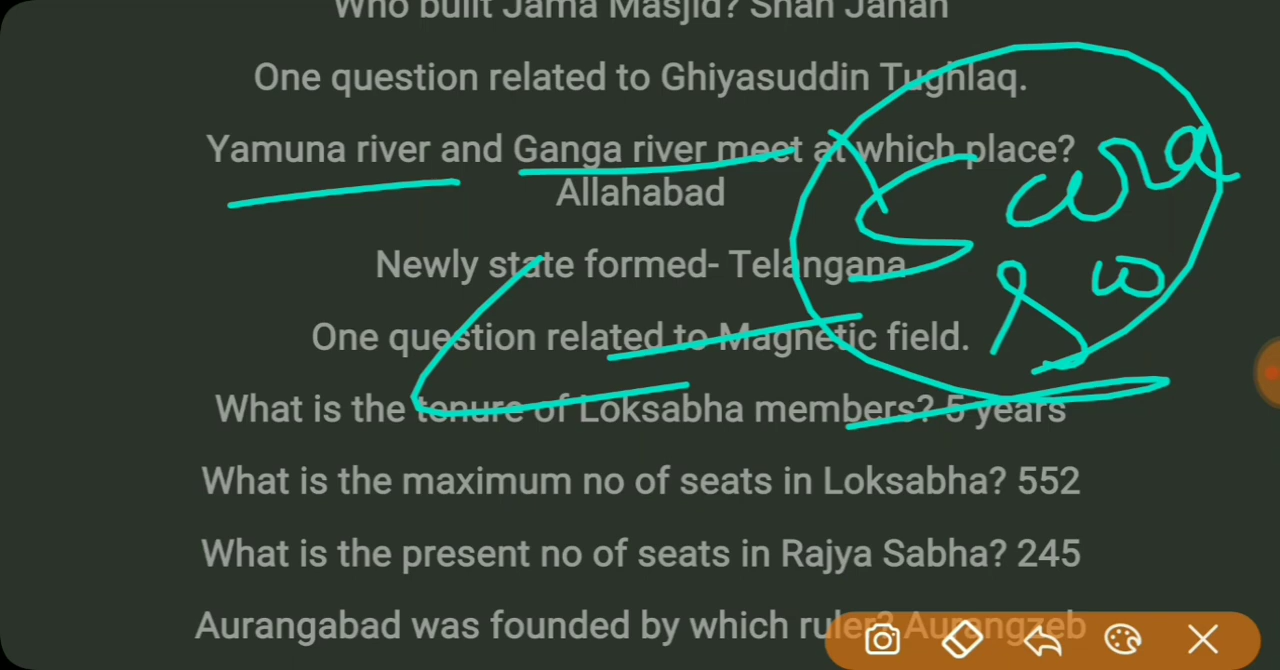 Who built Jama Masjid? Shah Jahan
One question related to Ghiyasuddin Tughlaq.
Yamuna river and Ganga river meet at which place?
Allahabad
Newly state formed- Telangana
One question related to Magnetic field.
What is the tenure of Loksabha members? 5 years
What is the maximum no of seats in Loksabha? 552
What is the present no of seats in Rajya Sabha? 245
Aurangabad was founded by which ruler? Aurangzeb